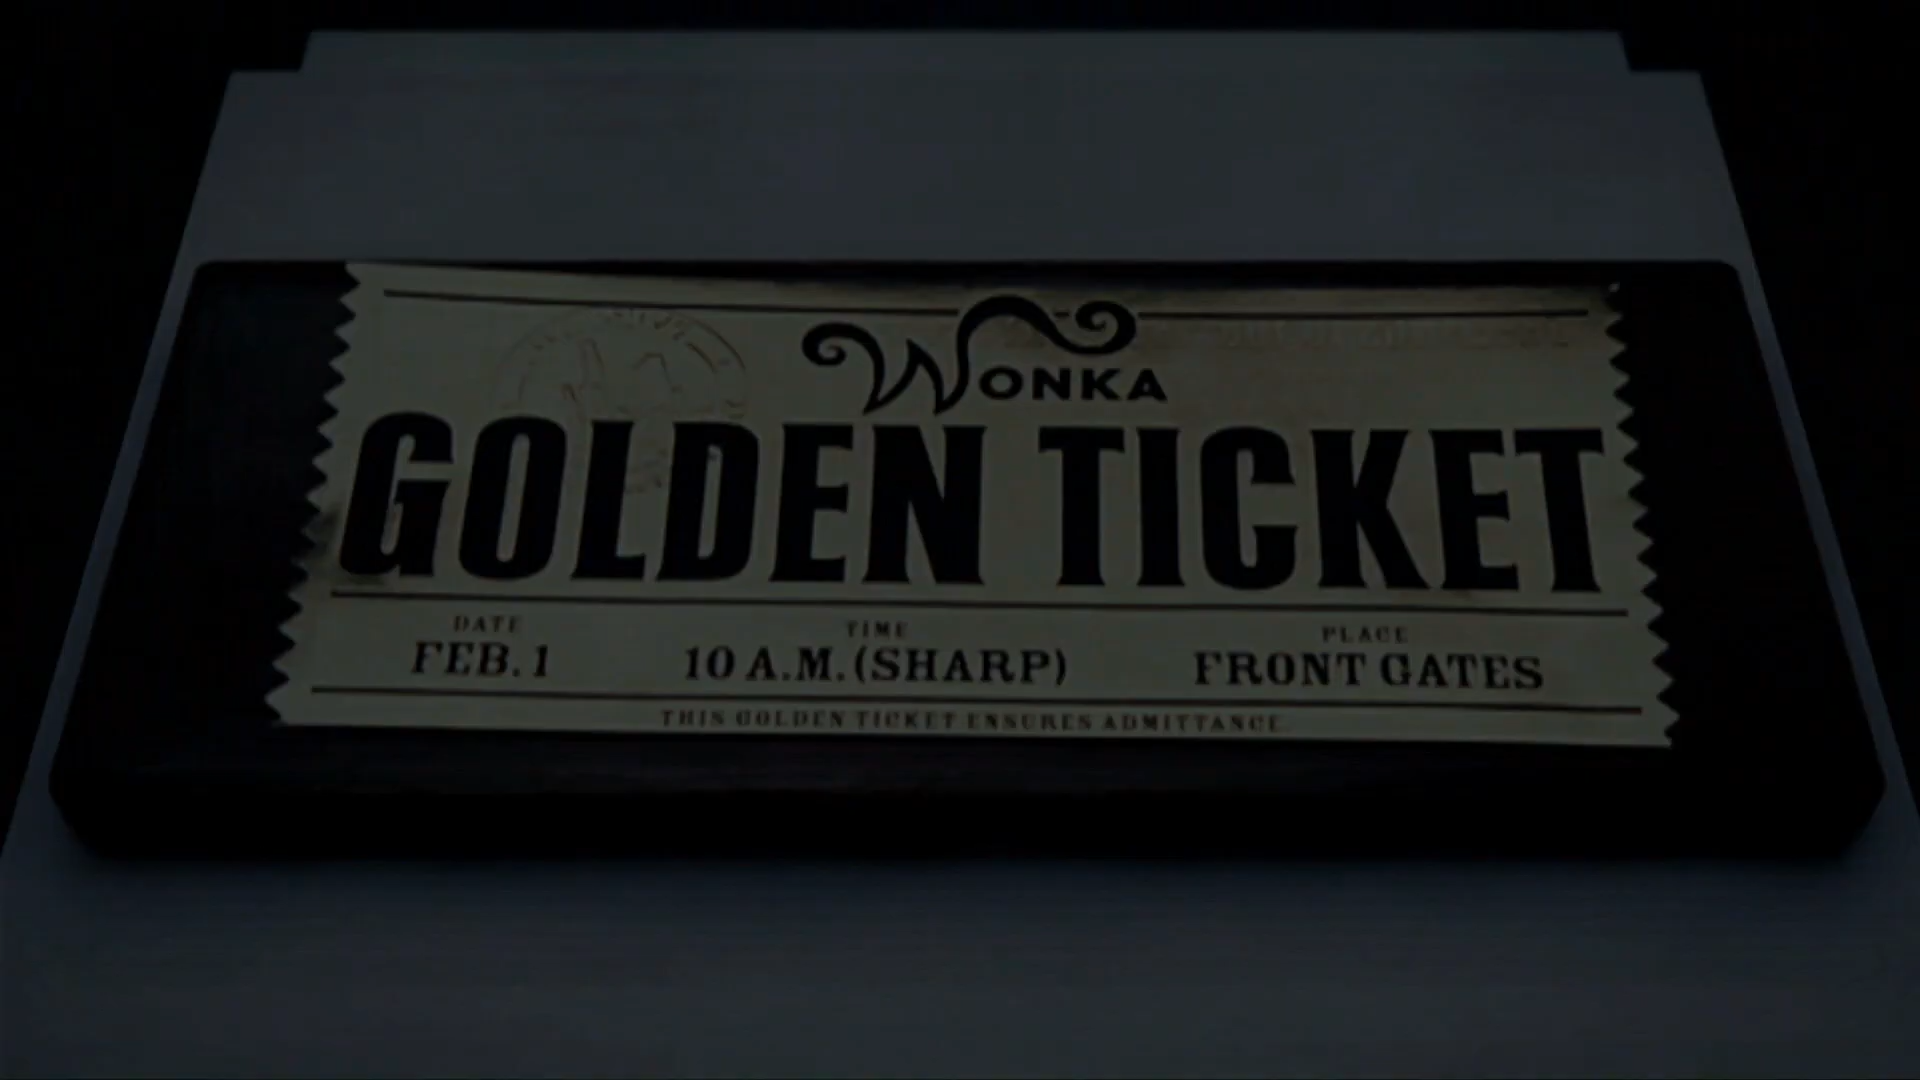 WONKA
GOLDEN TICKET
DATE TIME PLACE
FEB. 1 10 A.M. (SHARP) FRONT GATES
THIS GOLDEN TICKET ENSURES ADMITTANCE.